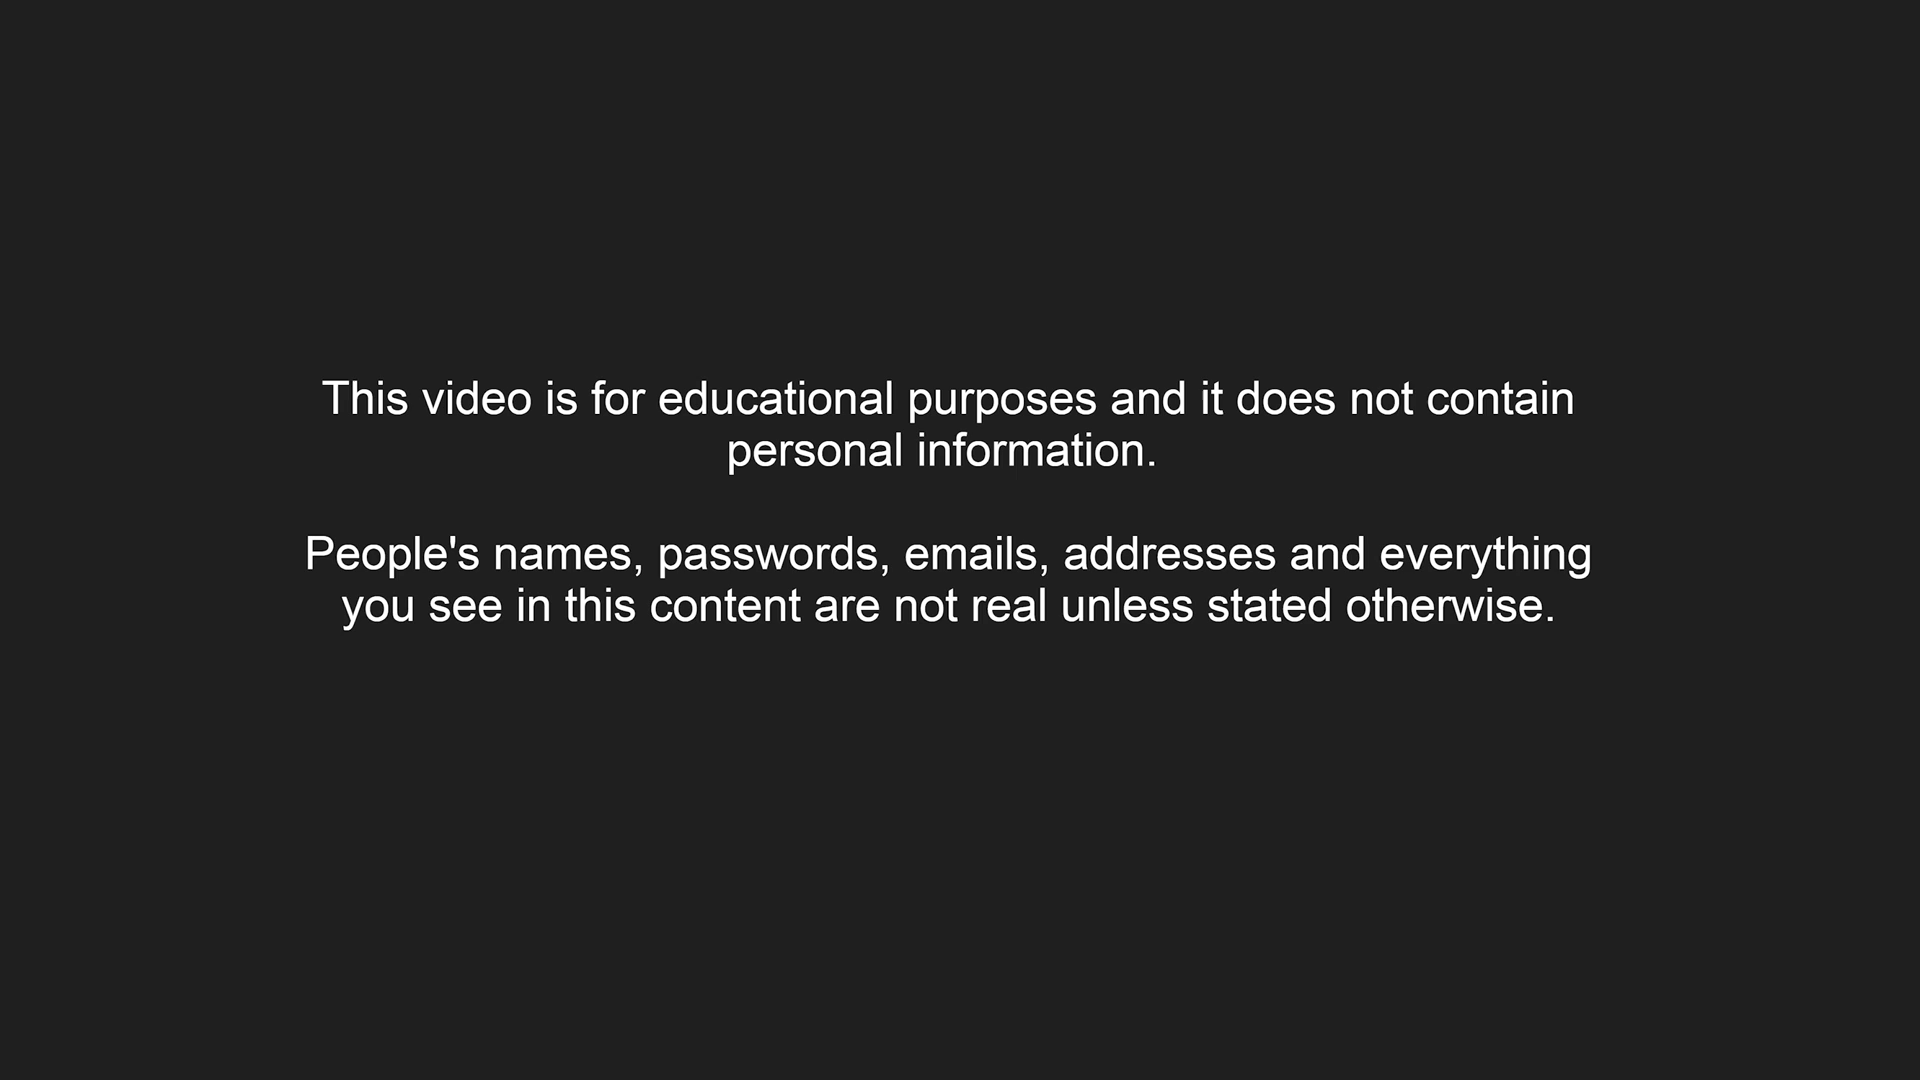 This video is for educational purposes and it does not contain
personal information.
People's names, passwords, emails, addresses and everything
you see in this content are not real unless stated otherwise.